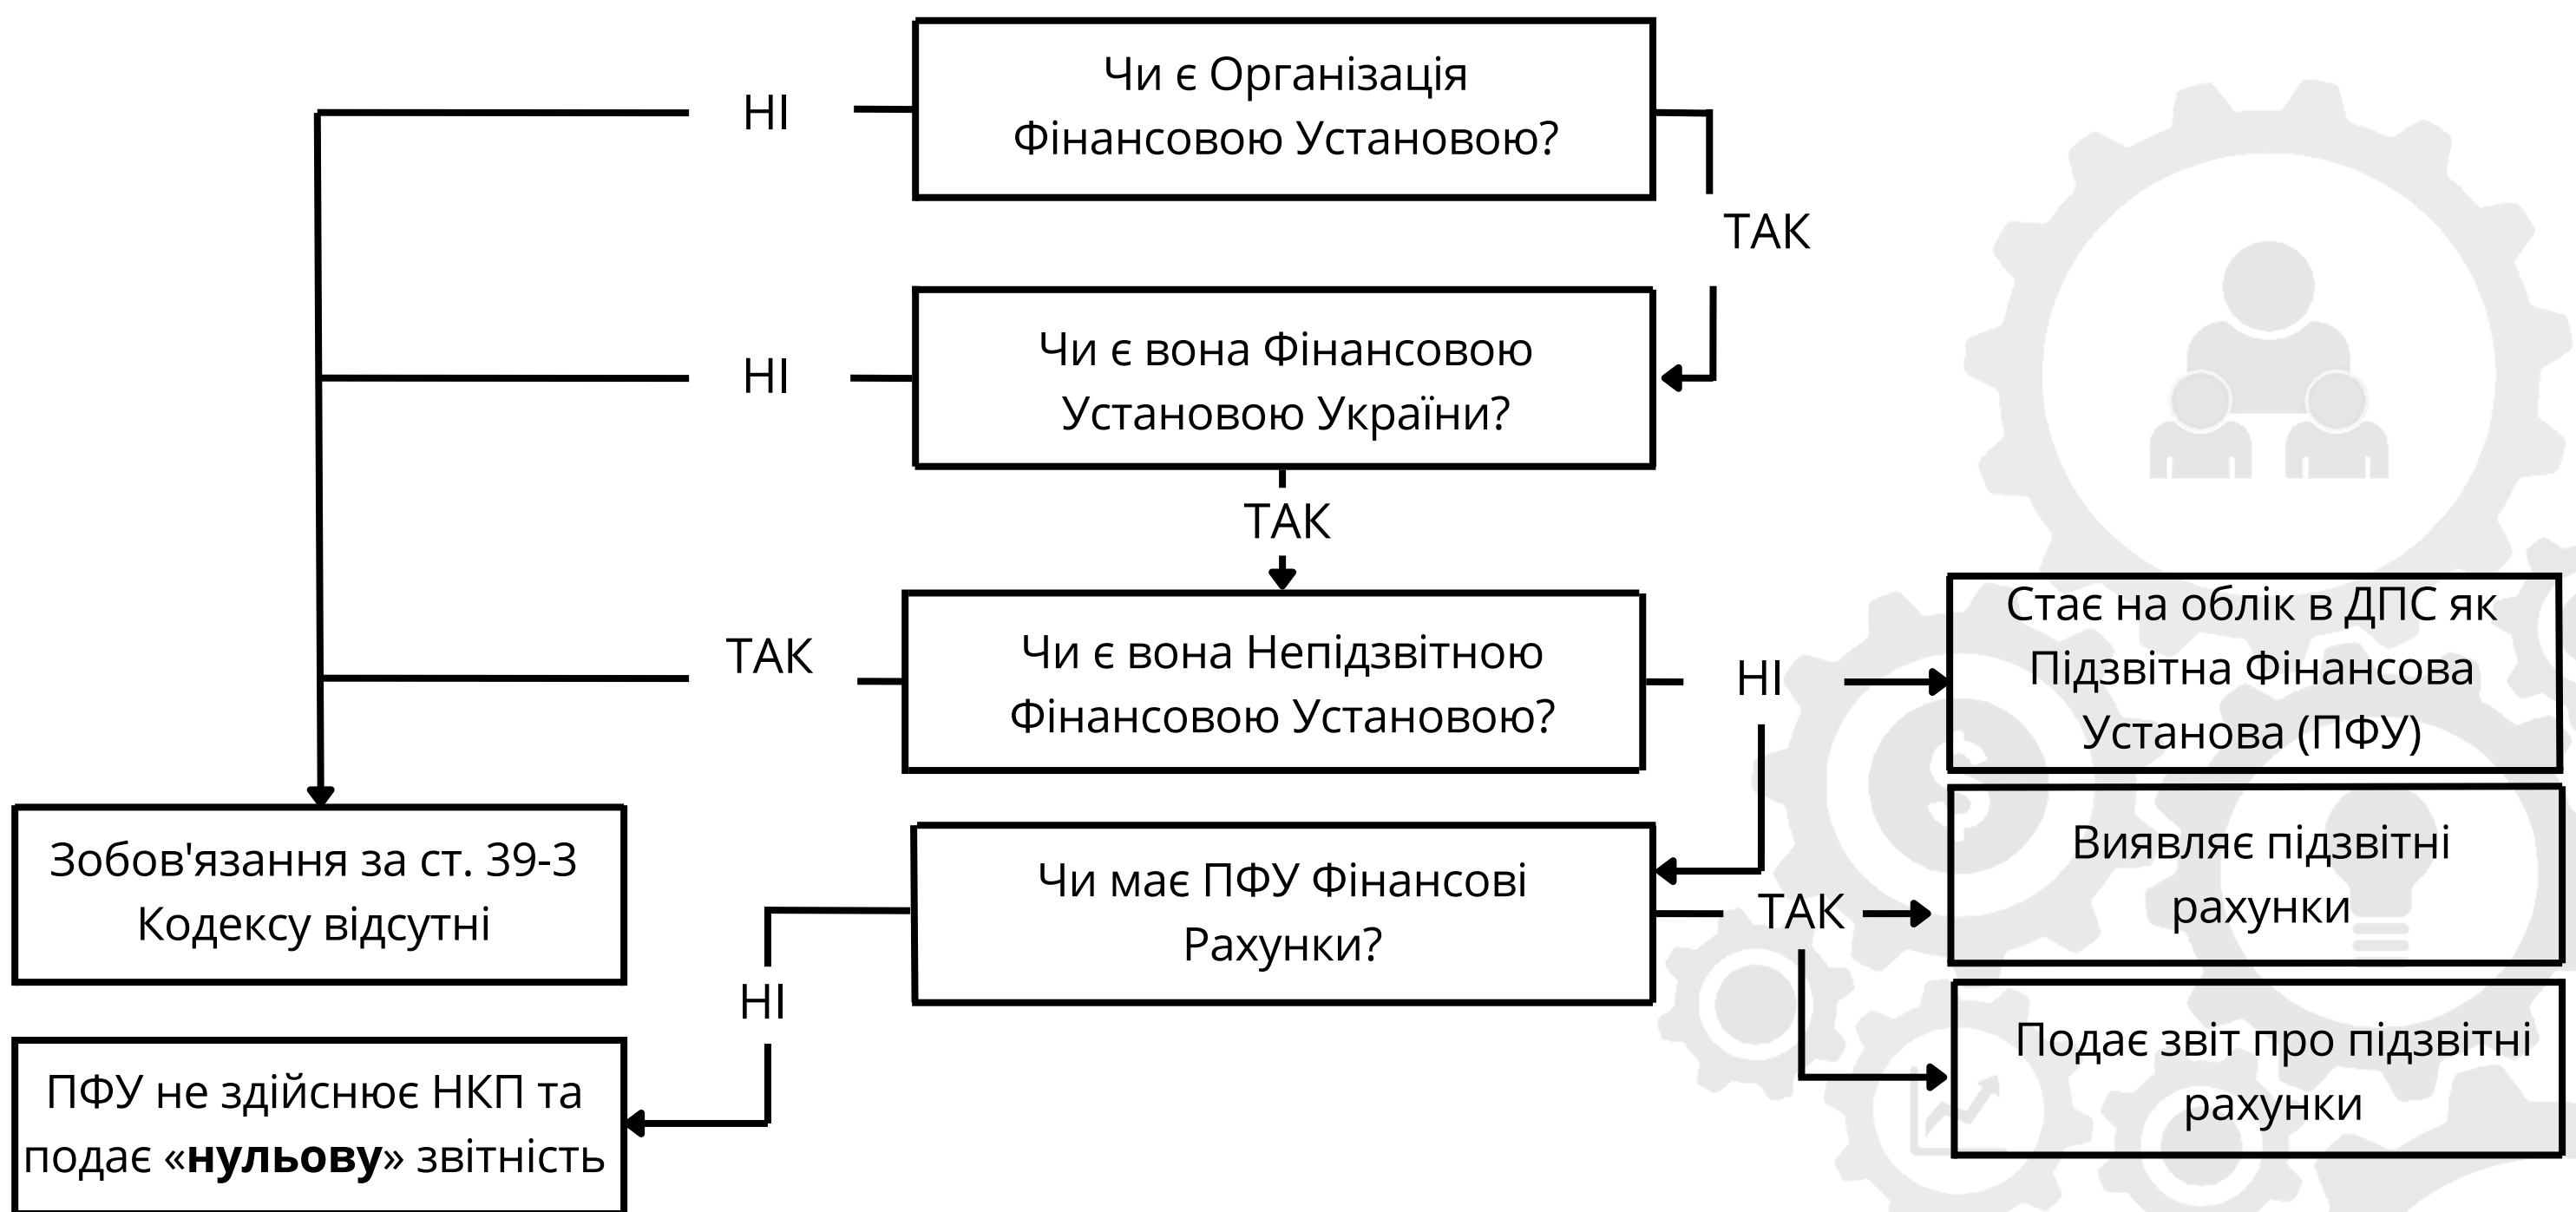 Чи є Організація
Фінансовою Установою?
НІ
ТАК
Чи є вона Фінансовою
Установою України?
НІ
ТАК
Чи є вона Непідзвітною
Фінансовою Установою?
ТАК
НІ
Стає на облік в ДПС як
Підзвітна Фінансова
Установа (ПФУ)
Зобов'язання за ст. 39-3
Кодексу відсутні
Чи має ПФУ Фінансові
Рахунки?
ТАК
Виявляє підзвітні
рахунки
НІ
Подає звіт про підзвітні
рахунки
ПФУ не здійснює НКП та
подає «нульову» звітність
$